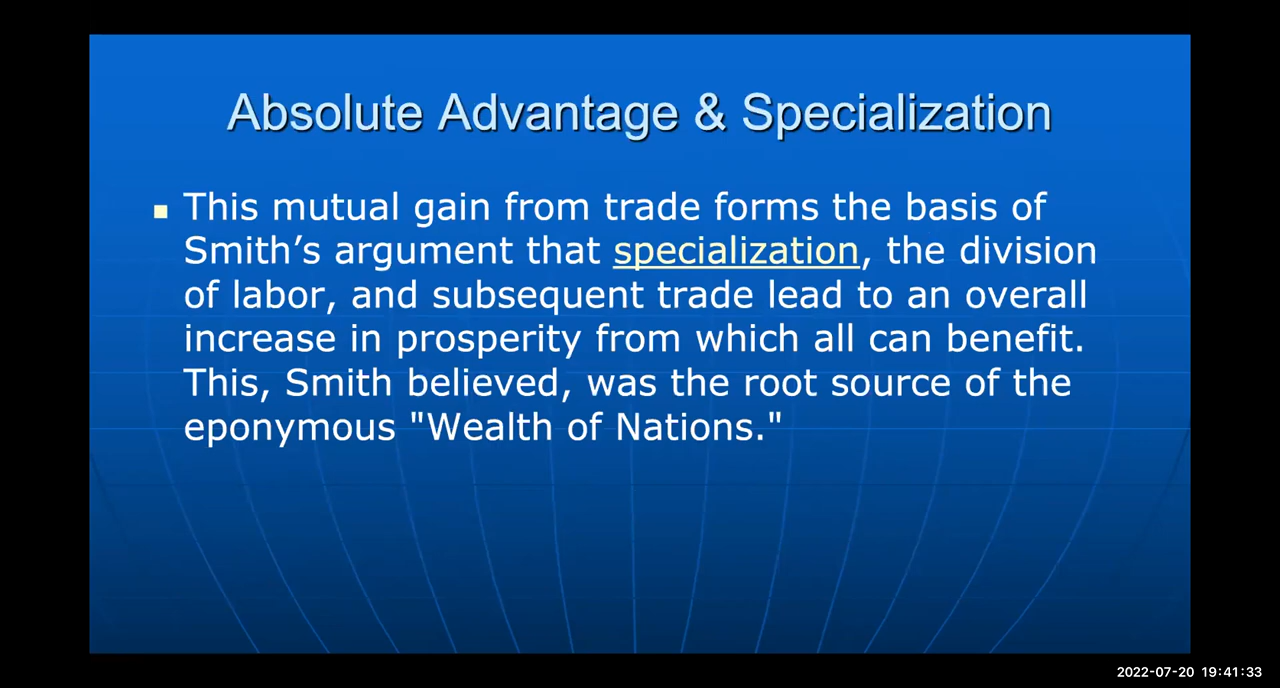 Absolute Advantage & Specialization
▪ This mutual gain from trade forms the basis of
Smith’s argument that specialization, the division
of labor, and subsequent trade lead to an overall
increase in prosperity from which all can benefit.
This, Smith believed, was the root source of the
eponymous "Wealth of Nations."
2022-07-20 19:41:33